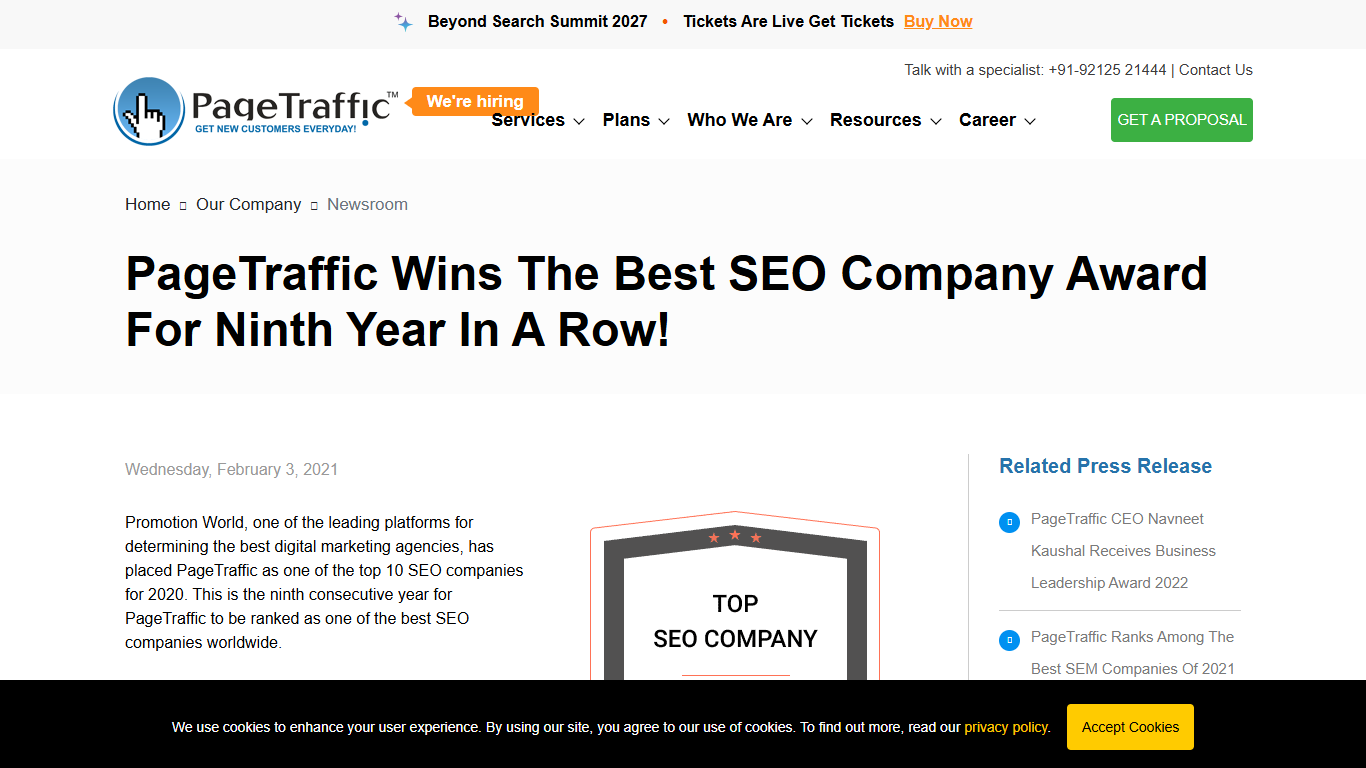 Beyond Search Summit 2027 • Tickets Are Live Get Tickets Buy Now
Talk with a specialist: +91-92125 21444 | Contact Us
PageTraffic™
GET NEW CUSTOMERS EVERYDAY!
We're hiring
Services Plans Who We Are Resources Career
GET A PROPOSAL
Home Our Company Newsroom
PageTraffic Wins The Best SEO Company Award
For Ninth Year In A Row!
Wednesday, February 3, 2021
Promotion World, one of the leading platforms for
determining the best digital marketing agencies, has
placed PageTraffic as one of the top 10 SEO companies
for 2020. This is the ninth consecutive year for
PageTraffic to be ranked as one of the best SEO
companies worldwide.
TOP
SEO COMPANY
Related Press Release
PageTraffic CEO Navneet
Kaushal Receives Business
Leadership Award 2022
PageTraffic Ranks Among The
Best SEM Companies Of 2021
We use cookies to enhance your user experience. By using our site, you agree to our use of cookies. To find out more, read our privacy policy.
Accept Cookies